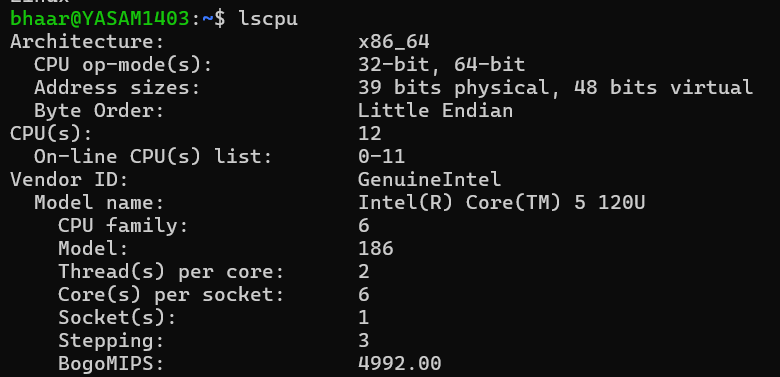 bhaar@YASAM1403:~$ lscpu
Architecture:                x86_64
  CPU op-mode(s):            32-bit, 64-bit
  Address sizes:             39 bits physical, 48 bits virtual
  Byte Order:                Little Endian
CPU(s):                      12
  On-line CPU(s) list:       0-11
Vendor ID:                   GenuineIntel
  Model name:                Intel(R) Core(TM) 5 120U
    CPU family:              6
    Model:                   186
    Thread(s) per core:      2
    Core(s) per socket:      6
    Socket(s):               1
    Stepping:                3
    BogoMIPS:                4992.00